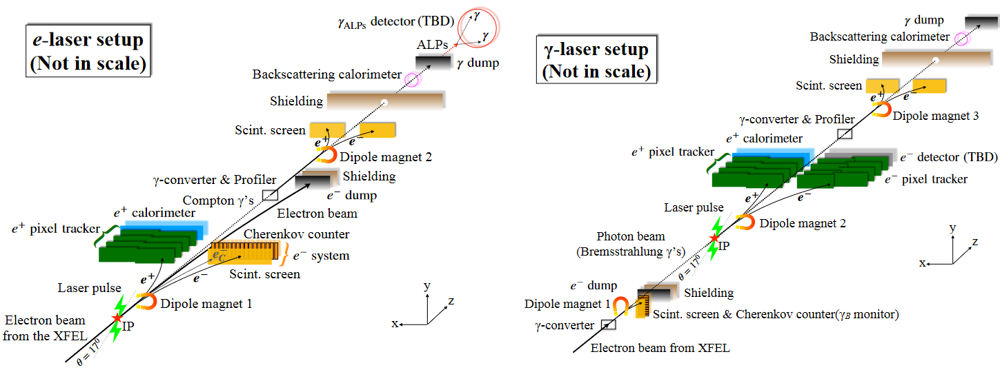 e-laser setup
(Not in scale)
γALPs detector (TBD)
γ
γ
ALPs
γ dump
Backscattering calorimeter
Shielding
Scint. screen
e+
e−
Dipole magnet 2
γ-converter & Profiler
Shielding
Compton γ's
e− dump
Electron beam
e+ calorimeter
e+ pixel tracker
Cherenkov counter
e−C
e− system
Scint. screen
e+
e−
Laser pulse
Dipole magnet 1
Electron beam
from the XFEL
IP
θ = 17⁰
y
z
x
γ-laser setup
(Not in scale)
γ dump
Backscattering calorimeter
Shielding
Scint. screen
e+
e−
Dipole magnet 3
γ-converter & Profiler
e+ calorimeter
e+ pixel tracker
e− detector (TBD)
e− pixel tracker
e+
e−
Laser pulse
Dipole magnet 2
Photon beam
(Bremsstrahlung γ's)
IP
θ = 17⁰
y
z
x
e− dump
Shielding
Dipole magnet 1
Scint. screen & Cherenkov counter(γB monitor)
γ-converter
Electron beam from XFEL